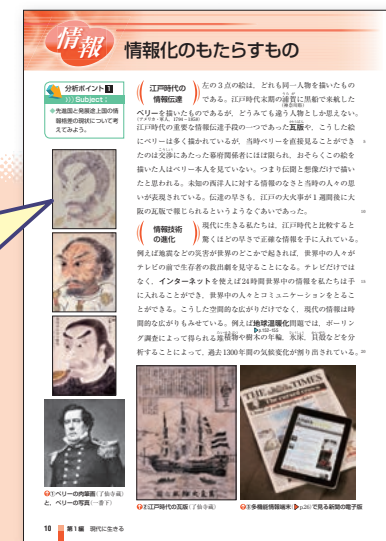 情報
情報化のもたらすもの
分析ポイント1
Subject :
◆先進国と発展途上国の情
報格差の現状について考
えてみよう。
江戸時代の
情報伝達
左の3点の絵は、どれも同一人物を描いたもの
である。江戸時代末期の浦賀に黒船で来航した
ペリーを描いたものであるが、どうみても違う人物としか思えない。
江戸時代の重要な情報伝達手段の一つであった瓦版や、こうした絵
にペリーは多く描かれているが、当時ペリーを直接見ることができ
たのは交渉にあたった幕府関係者にほぼ限られ、おそらくこの絵を
描いた人はペリー本人を見ていない。つまり伝聞と想像だけで描い
たと思われる。未知の西洋人に対する情報のなさと当時の人々の思
いが表現されている。伝達の早さも、江戸の大火事が1週間後に大
阪の瓦版で報じられるというようなぐあいであった。
情報技術
の進化
現代に生きる私たちは、江戸時代と比較すると
驚くほどの早さで正確な情報を手に入れている。
例えば地震などの災害が世界のどこかで起きれば、世界中の人々が
テレビの前で生存者の救出劇を見守ることになる。テレビだけでは
なく、インターネットを使えば24時間世界中の情報を私たちは手
に入れることができ、世界中の人々とコミュニケーションをとるこ
とができる。こうした空間的な広がりだけでなく、現代の情報は時
間的な広がりもみせている。例えば地球温暖化問題では、ボーリン
グ調査によって得られる堆積物や樹木の年輪、氷床、貝殻などを分
析することによって、過去1300年間の気候変化が割り出されている。
THE TIMES
①ペリーの肉筆画(了仙寺蔵)
と、ペリーの写真(一番下)
②江戸時代の瓦版(了仙寺蔵)
③多機能情報端末(▶p.26)で見る新聞の電子版
10 第1編 現代に生きる